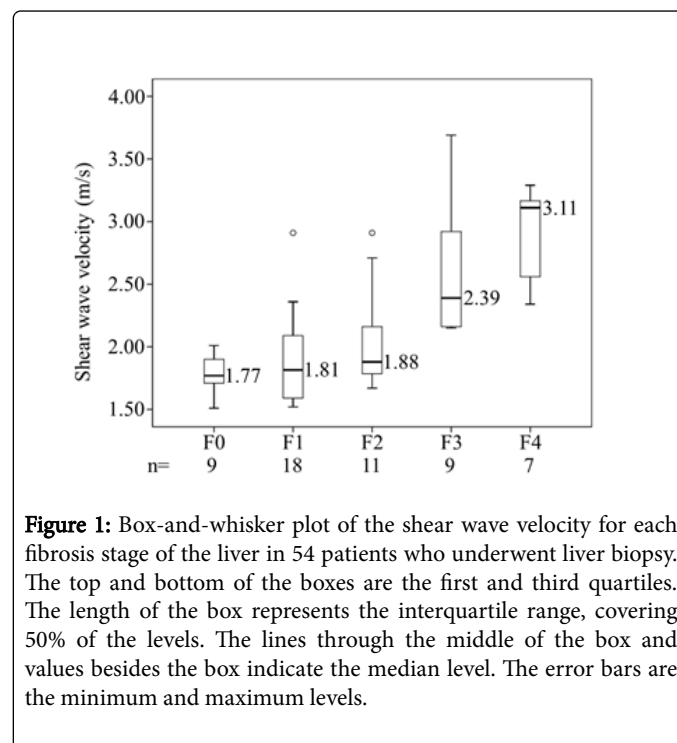 4.00
3.50
3.00
2.50
2.00
1.50
Shear wave velocity (m/s)
1.77
1.81
1.88
2.39
3.11
F0 F1 F2 F3 F4
n= 9 18 11 9 7
Figure 1: Box-and-whisker plot of the shear wave velocity for each
fibrosis stage of the liver in 54 patients who underwent liver biopsy.
The top and bottom of the boxes are the first and third quartiles.
The length of the box represents the interquartile range, covering
50% of the levels. The lines through the middle of the box and
values besides the box indicate the median level. The error bars are
the minimum and maximum levels.